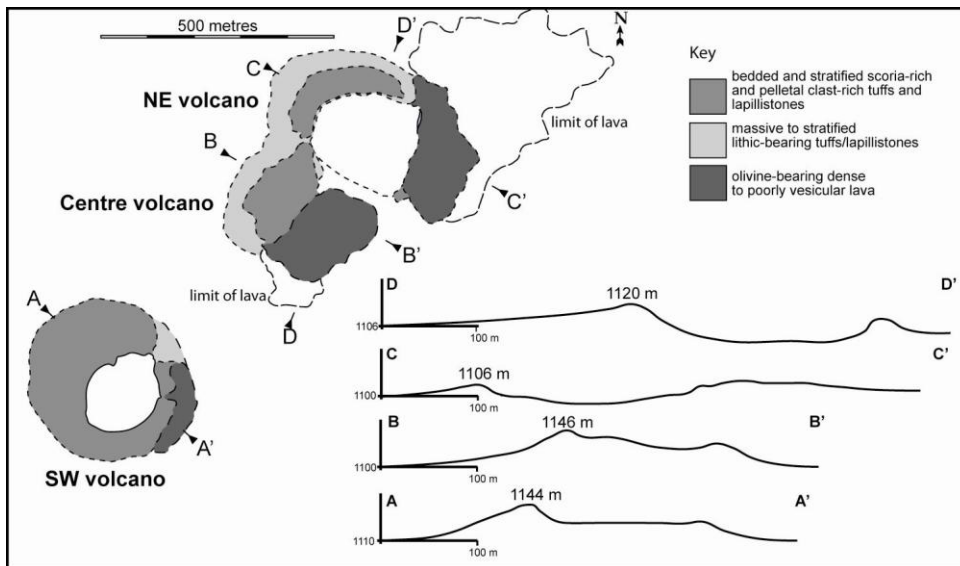 500 metres
D'
N
C
NE volcano
B
limit of lava
Centre volcano
C'
B'
A
limit of lava
D
A'
SW volcano
Key
bedded and stratified scoria-rich
and pelletal clast-rich tuffs and
lapillistones
massive to stratified
lithic-bearing tuffs/lapillistones
olivine-bearing dense
to poorly vesicular lava
D
1120 m
D'
1106
100 m
C
1106 m
C'
1100
100 m
B
1146 m
B'
1100
100 m
A
1144 m
A'
1110
100 m